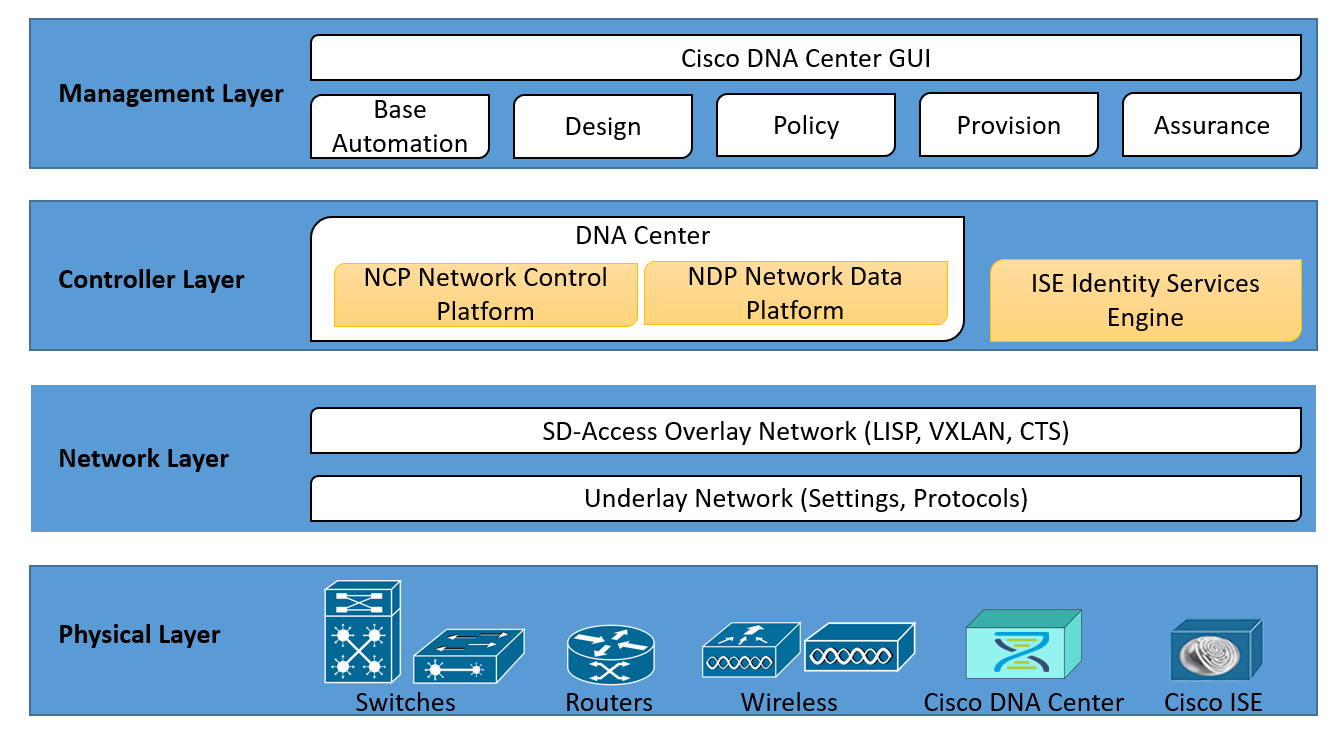 Management Layer
Cisco DNA Center GUI
Base
Automation
Design
Policy
Provision
Assurance
Controller Layer
DNA Center
NCP Network Control
Platform
NDP Network Data
Platform
ISE Identity Services
Engine
Network Layer
SD-Access Overlay Network (LISP, VXLAN, CTS)
Underlay Network (Settings, Protocols)
Physical Layer
Switches
Routers
Wireless
Cisco DNA Center
Cisco ISE